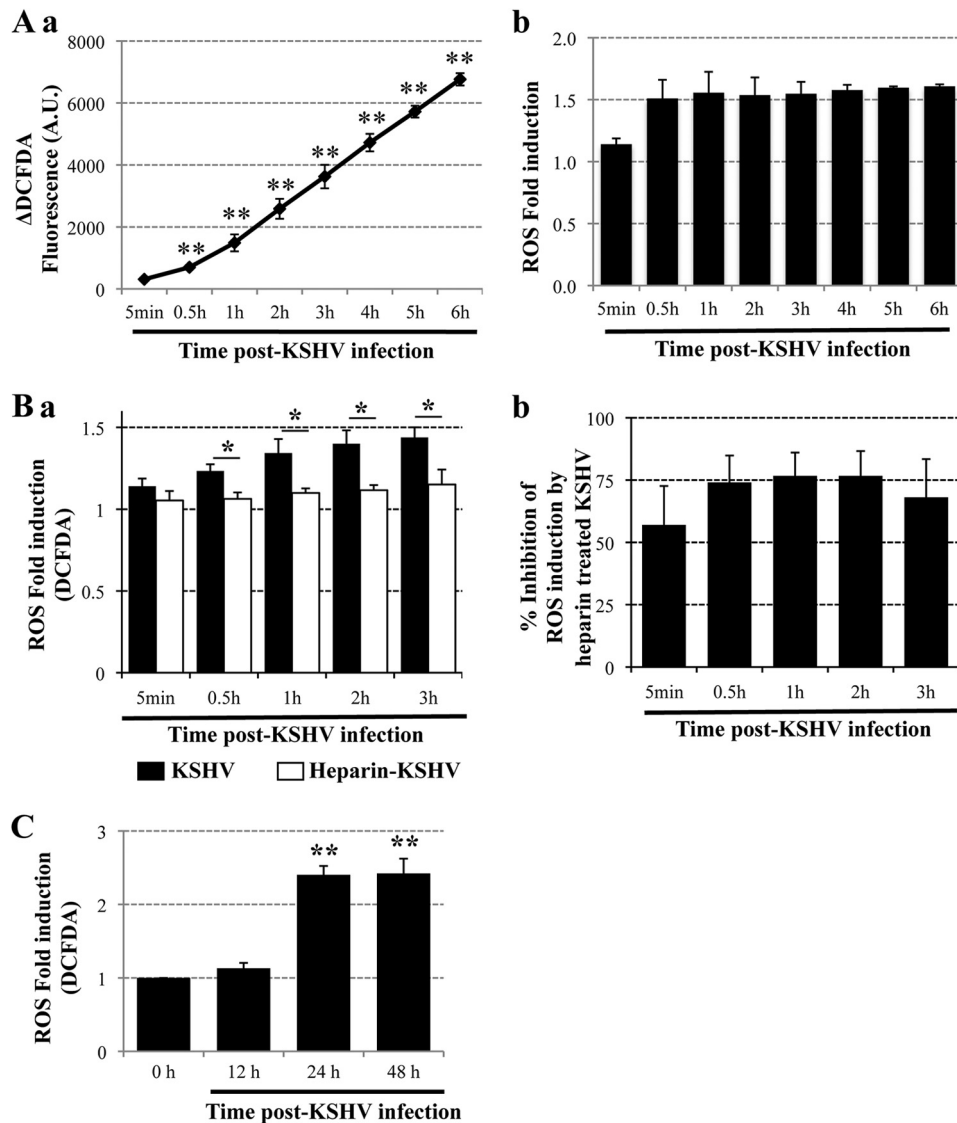 A a
8000
6000
4000
2000
0
ΔDCFDA
Fluorescence (A.U.)
**
**
**
**
**
**
**
5min 0.5h 1h 2h 3h 4h 5h 6h
Time post-KSHV infection
b
2.0
1.5
1.0
0.5
0.0
ROS Fold induction
5min 0.5h 1h 2h 3h 4h 5h 6h
Time post-KSHV infection
B a
1.5
1
0.5
0
ROS Fold induction
(DCFDA)
*
*
*
*
5min 0.5h 1h 2h 3h
Time post-KSHV infection
KSHV Heparin-KSHV
b
100
75
50
25
0
% Inhibition of
ROS induction by
heparin treated KSHV
5min 0.5h 1h 2h 3h
Time post-KSHV infection
C
3
2
1
0
ROS Fold induction
(DCFDA)
** **
0 h 12 h 24 h 48 h
Time post-KSHV infection